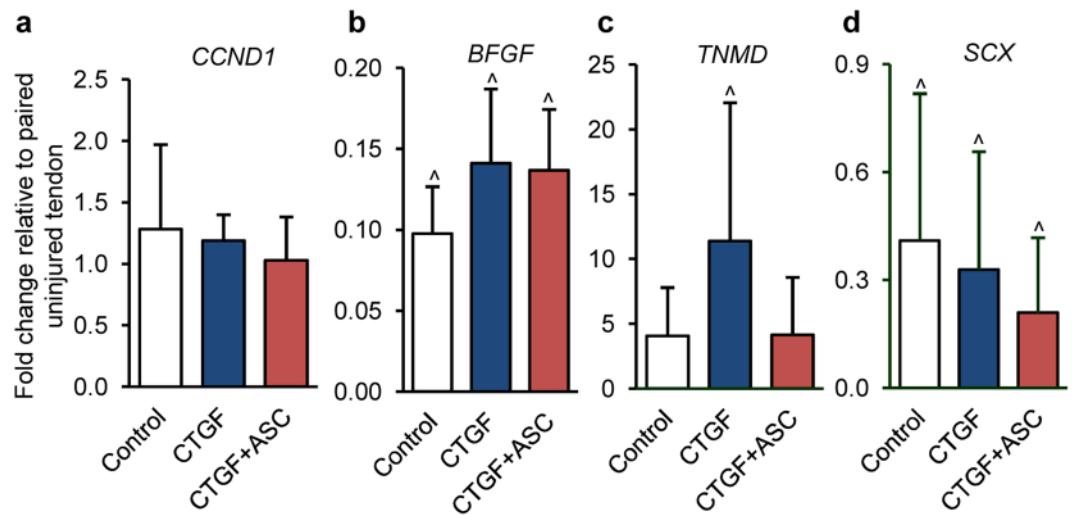 Fold change relative to paired
uninjured tendon
a
CCND1
2.5
2.0
1.5
1.0
0.5
0.0
Control
CTGF
CTGF+ASC
b
BFGF
0.20
0.15
0.10
0.05
0.00
^
^
^
Control
CTGF
CTGF+ASC
c
TNMD
25
20
15
10
5
0
^
Control
CTGF
CTGF+ASC
d
SCX
0.9
0.6
0.3
0.0
^
^
^
Control
CTGF
CTGF+ASC